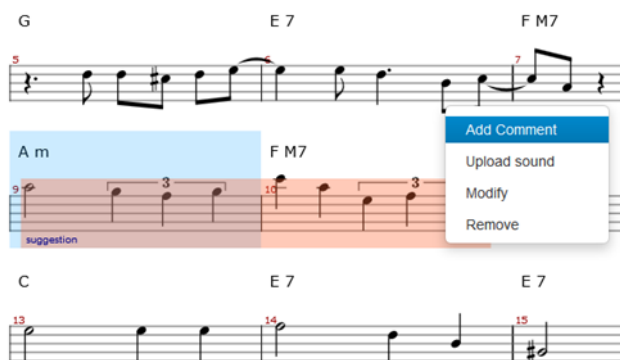 G E 7 F M7
5 6 7
Add Comment
A m F M7
Upload sound
9 3 10 3
Modify
Remove
suggestion
C E 7 E 7
13 14 15